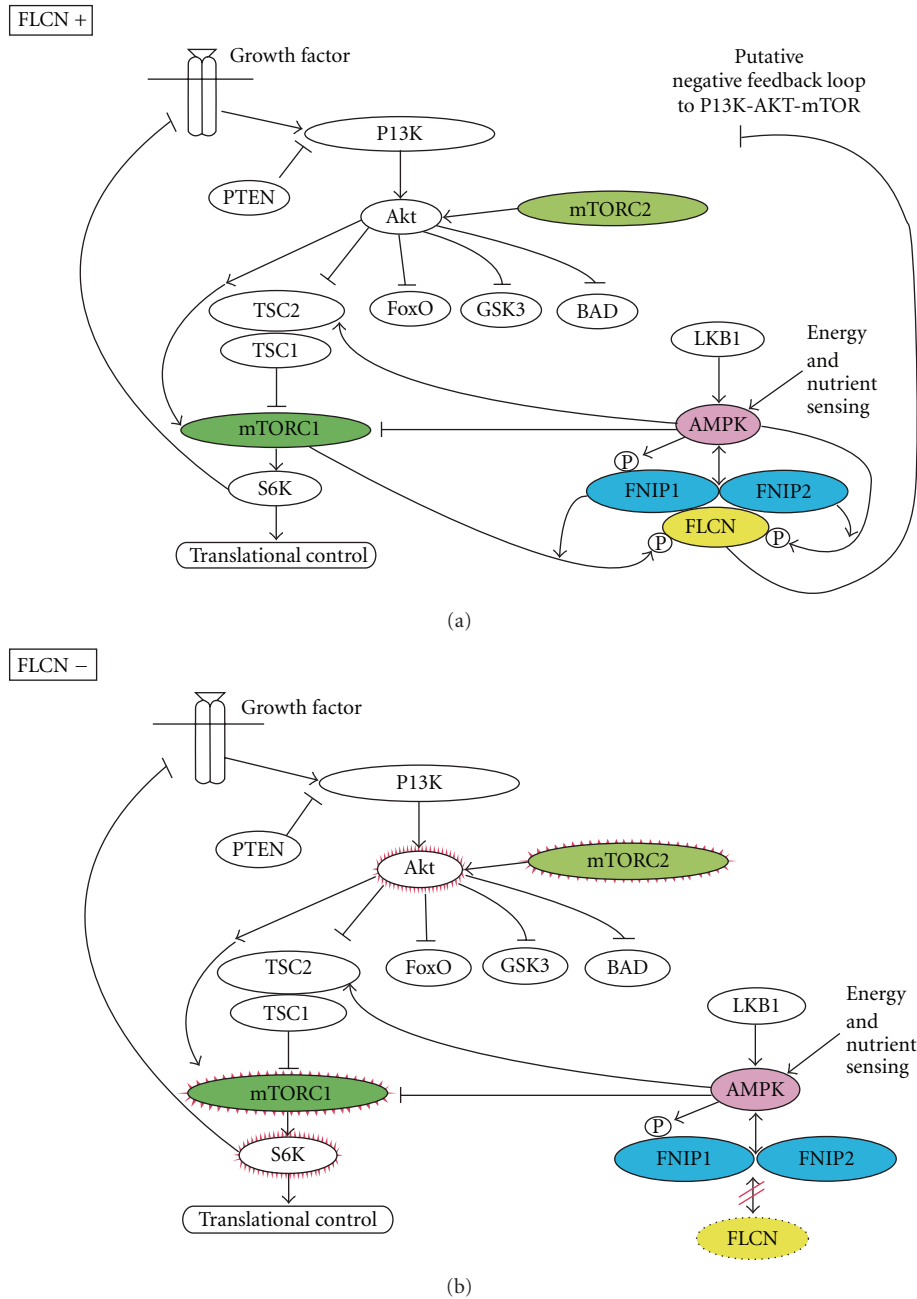 FLCN +
Growth factor
Putative
negative feedback loop
to P13K-AKT-mTOR
P13K
PTEN
Akt
mTORC2
TSC2
FoxO
GSK3
BAD
TSC1
LKB1
Energy
and
nutrient
sensing
mTORC1
AMPK
P
S6K
FNIP1
FNIP2
FLCN
P
P
Translational control
(a)
FLCN −
Growth factor
P13K
PTEN
Akt
mTORC2
TSC2
FoxO
GSK3
BAD
TSC1
LKB1
Energy
and
nutrient
sensing
mTORC1
AMPK
P
S6K
FNIP1
FNIP2
Translational control
FLCN
(b)